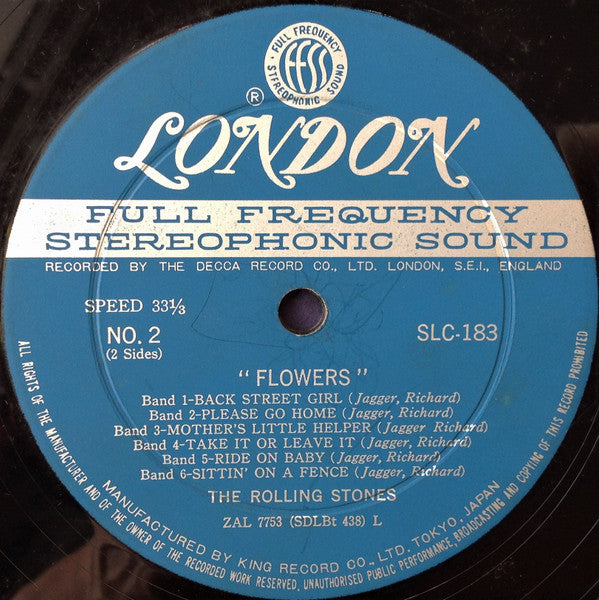 FULL FREQUENCY
ffss
STEREOPHONIC SOUND
®
LONDON
FULL FREQUENCY
STEREOPHONIC SOUND
RECORDED BY THE DECCA RECORD CO., LTD. LONDON, S.E.I., ENGLAND
SPEED 33⅓
NO. 2
(2 Sides)
SLC-183
"FLOWERS"
Band 1-BACK STREET GIRL (Jagger, Richard)
Band 2-PLEASE GO HOME (Jagger, Richard)
Band 3-MOTHER'S LITTLE HELPER (Jagger Richard)
Band 4-TAKE IT OR LEAVE IT (Jagger, Richard)
Band 5-RIDE ON BABY (Jagger, Richard)
Band 6-SITTIN' ON A FENCE (Jagger, Richard)
THE ROLLING STONES
ZAL 7753 (SDLBt 438) L
MANUFACTURED BY KING RECORD CO., LTD. TOKYO, JAPAN
ALL RIGHTS OF THE MANUFACTURER AND OF THE OWNER OF THE RECORDED WORK RESERVED, UNAUTHORISED PUBLIC PERFORMANCE, BROADCASTING AND COPYING OF THIS RECORD PROHIBITED